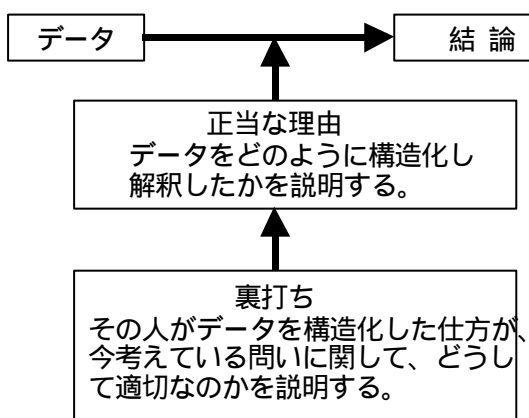 データ
結 論
正当な理由
データをどのように構造化し
解釈したかを説明する。
裏打ち
その人がデータを構造化した仕方が、
今考えている問いに関して、どうし
て適切なのかを説明する。